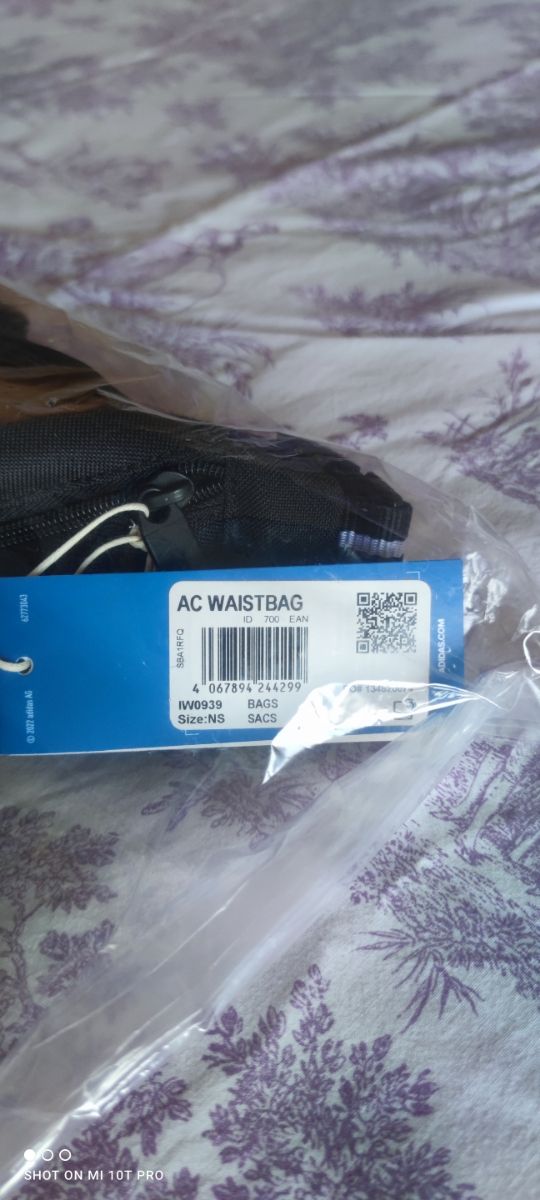 AC WAISTBAG
ID 700 EAN
SBA1RFQ
4 067894 244299
IW0939 BAGS
Size:NS SACS
ADIDAS.COM
62773043
© 2022 adidas AG
SHOT ON MI 10T PRO